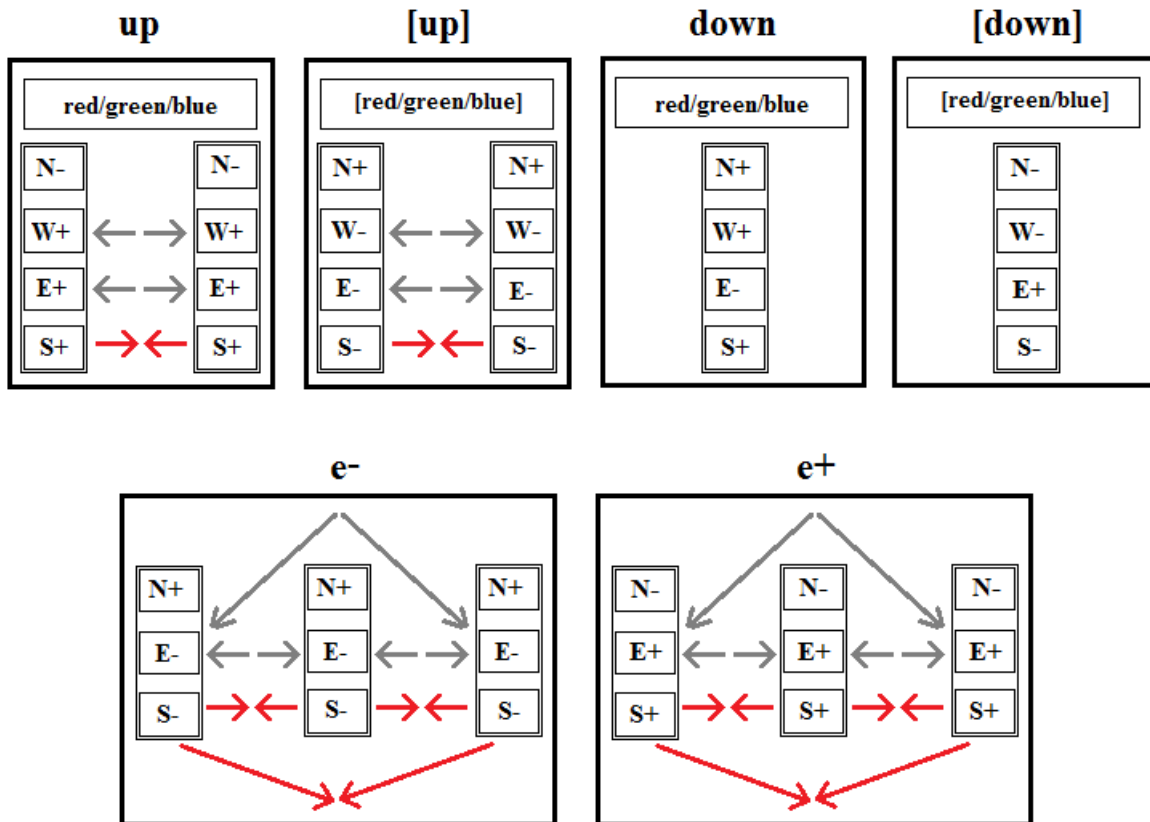 up [up] down [down]
red/green/blue [red/green/blue] red/green/blue [red/green/blue]
N- N- N+ N+ N+ N-
W+ W+ W- W- W+ W-
E+ E+ E- E- E- E+
S+ S+ S- S- S+ S-
e- e+
N+ N+ N+ N- N- N-
E- E- E- E+ E+ E+
S- S- S- S+ S+ S+